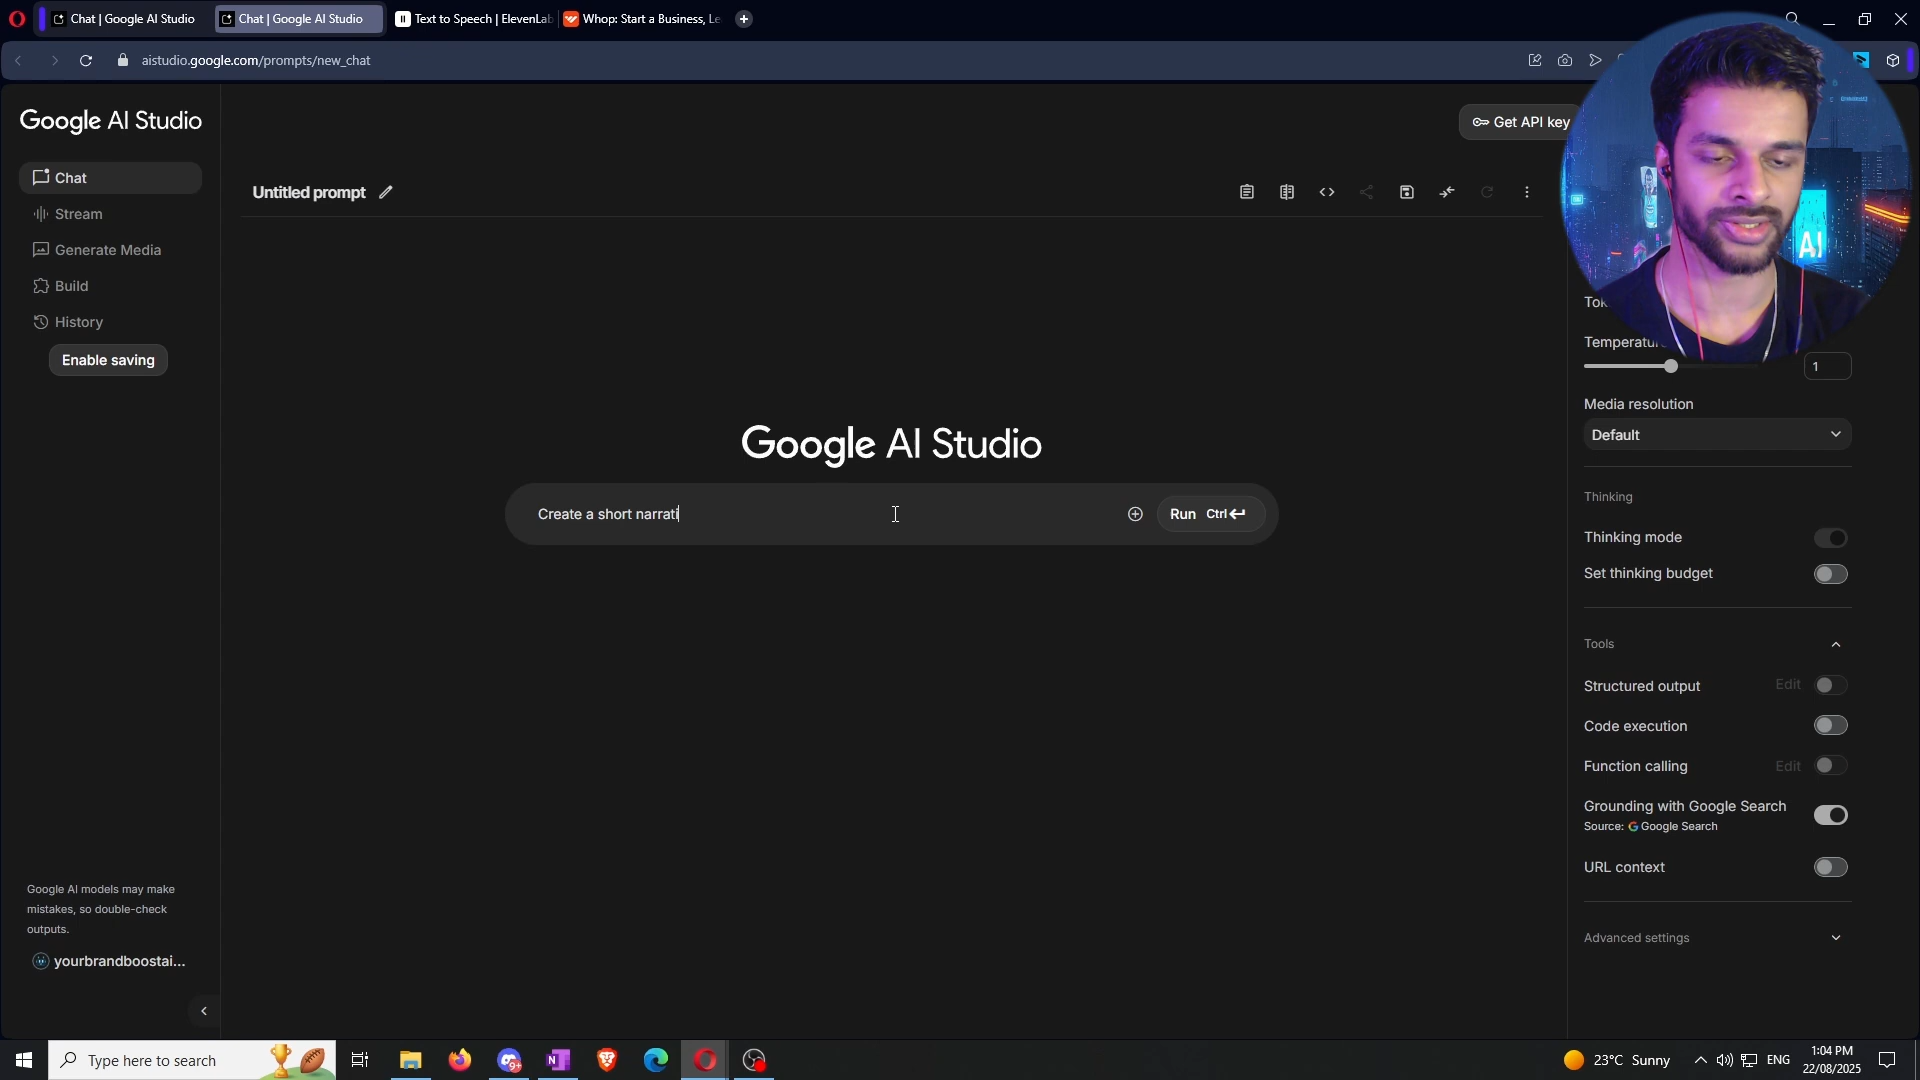 Chat | Google AI Studio
Chat | Google AI Studio
Text to Speech | ElevenLab
Whop: Start a Business, Le
aistudio.google.com/prompts/new_chat
Google AI Studio
Get API key
Chat
Untitled prompt
Stream
Generate Media
AI
Build
History
Tok
Enable saving
Temperatur
1
Media resolution
Default
Google AI Studio
Thinking
Create a short narrati
Run Ctrl
Thinking mode
Set thinking budget
Tools
Structured output Edit
Code execution
Function calling Edit
Grounding with Google Search
Source: Google Search
URL context
Google AI models may make
mistakes, so double-check
outputs.
Advanced settings
yourbrandboostai...
Type here to search
9+
23°C Sunny
ENG
1:04 PM
22/08/2025